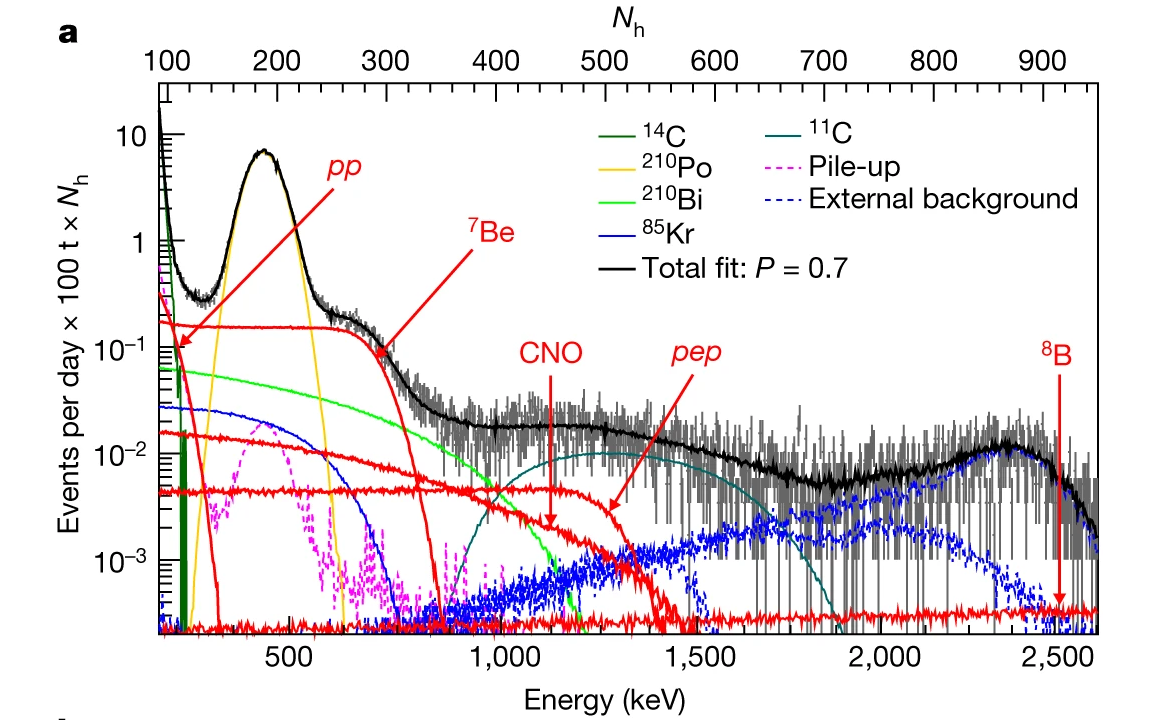 a
N_h
100 200 300 400 500 600 700 800 900
10
1
10⁻¹
10⁻²
10⁻³
Events per day × 100 t × N_h
pp
⁷Be
CNO
pep
⁸B
¹⁴C
²¹⁰Po
²¹⁰Bi
⁸⁵Kr
Total fit: P = 0.7
¹¹C
Pile-up
External background
500 1,000 1,500 2,000 2,500
Energy (keV)